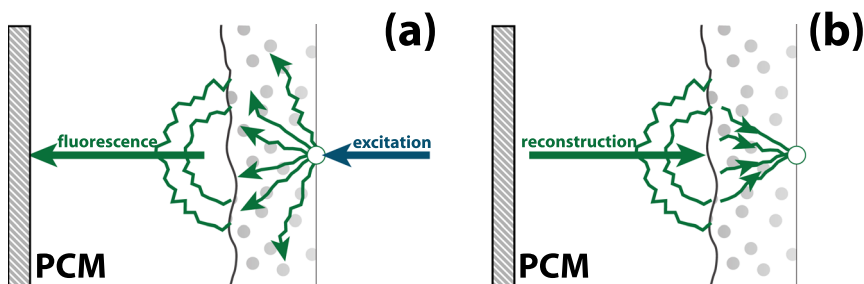 (a)
fluorescence
excitation
PCM
(b)
reconstruction
PCM